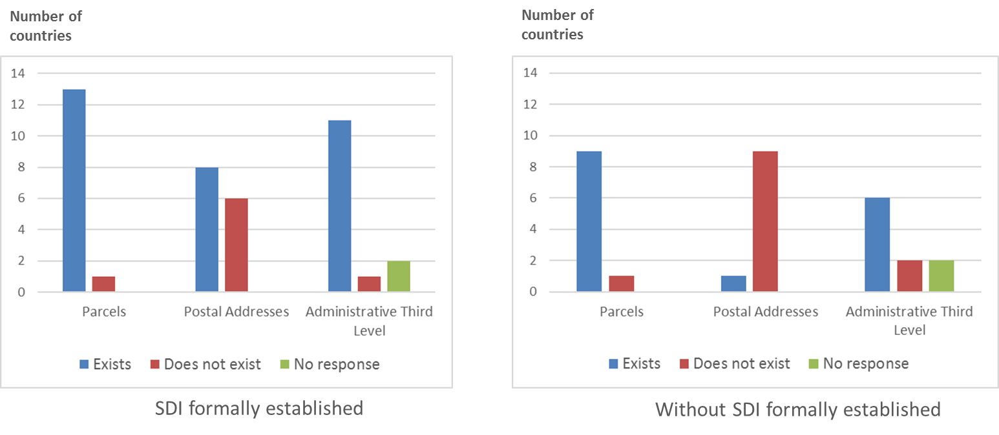 Number of
countries
14
12
10
8
6
4
2
0
Parcels
Postal Addresses
Administrative Third
Level
Exists
Does not exist
No response
SDI formally established
Number of
countries
14
12
10
8
6
4
2
0
Parcels
Postal Addresses
Administrative Third
Level
Exists
Does not exist
No response
Without SDI formally established